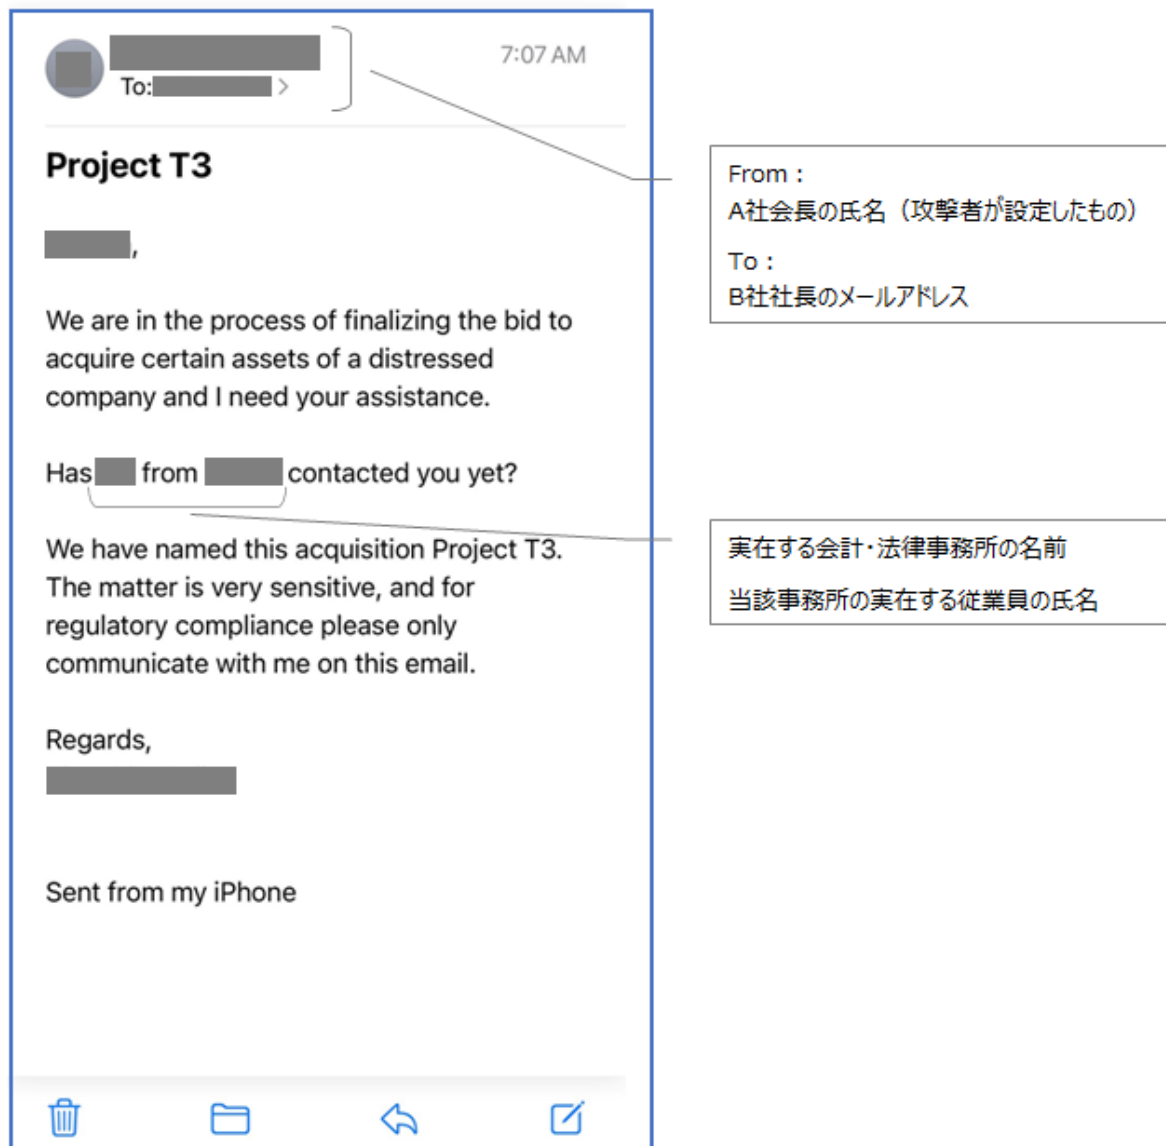 7:07 AM
To:
Project T3
,
We are in the process of finalizing the bid to
acquire certain assets of a distressed
company and I need your assistance.
Has from contacted you yet?
We have named this acquisition Project T3.
The matter is very sensitive, and for
regulatory compliance please only
communicate with me on this email.
Regards,
Sent from my iPhone
From：
A社会長の氏名（攻撃者が設定したもの）
To：
B社社長のメールアドレス
実在する会計・法律事務所の名前
当該事務所の実在する従業員の氏名